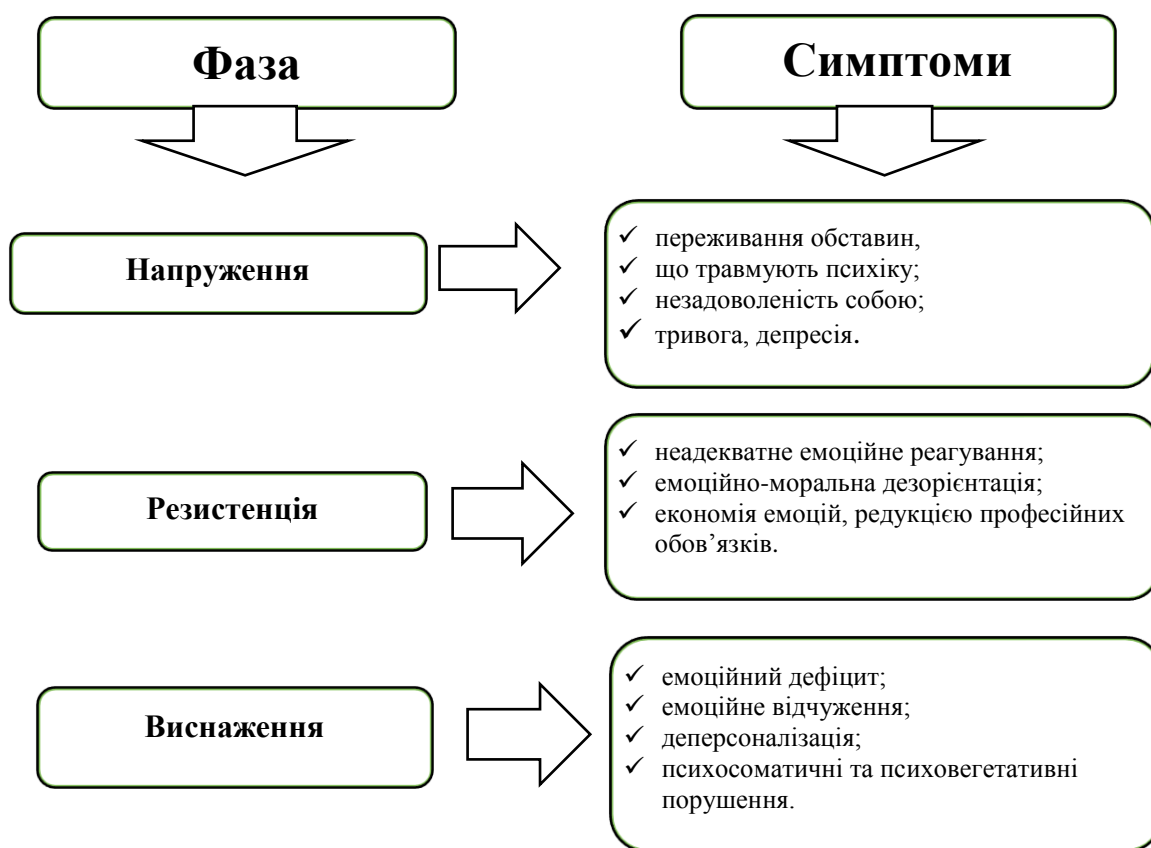 Фаза
Симптоми
Напруження
✓ переживання обставин,
✓ що травмують психіку;
✓ незадоволеність собою;
✓ тривога, депресія.
Резистенція
✓ неадекватне емоційне реагування;
✓ емоційно-моральна дезорієнтація;
✓ економія емоцій, редукцією професійних
обов’язків.
Виснаження
✓ емоційний дефіцит;
✓ емоційне відчуження;
✓ деперсоналізація;
✓ психосоматичні та психовегетативні
порушення.